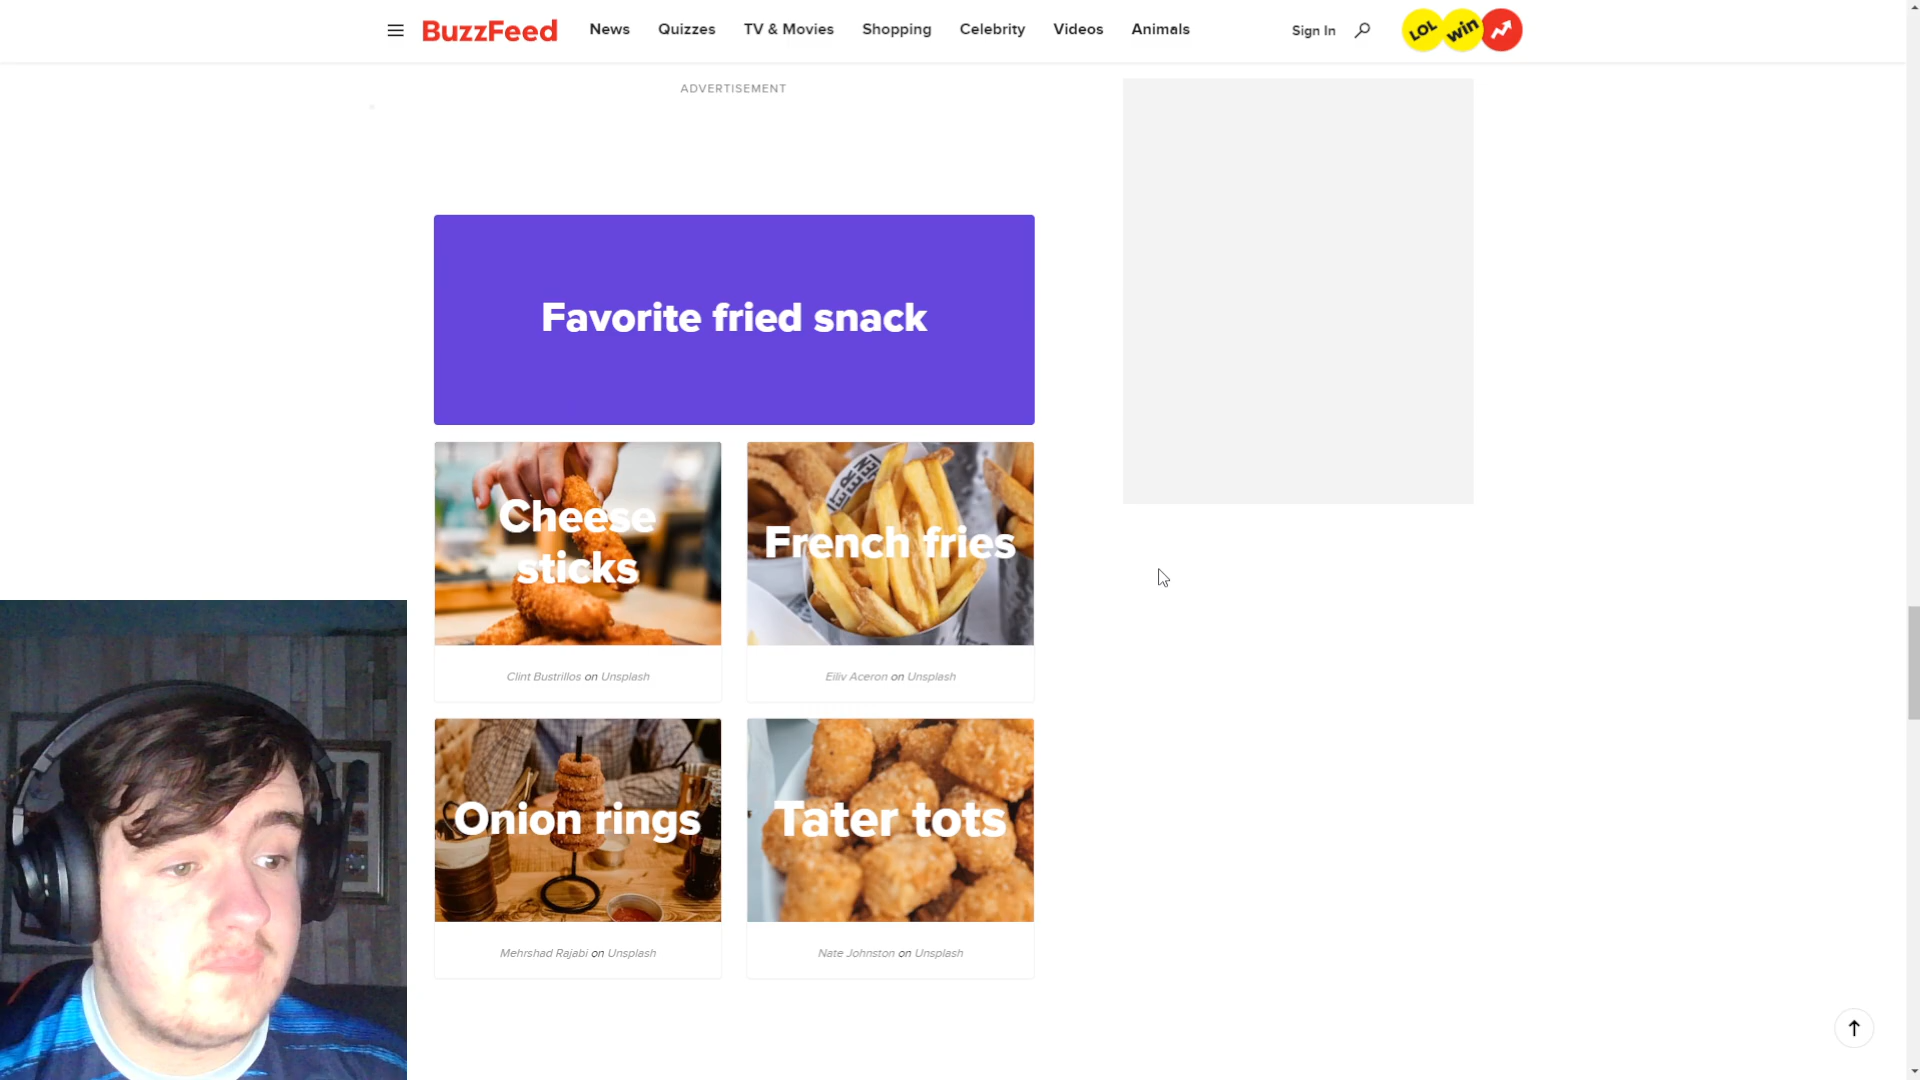 BuzzFeed
News
Quizzes
TV & Movies
Shopping
Celebrity
Videos
Animals
Sign In
LOL
win
ADVERTISEMENT
Favorite fried snack
Cheese
sticks
French fries
Clint Bustrillos on Unsplash
Eiliv Aceron on Unsplash
Onion rings
Tater tots
Mehrshad Rajabi on Unsplash
Nate Johnston on Unsplash